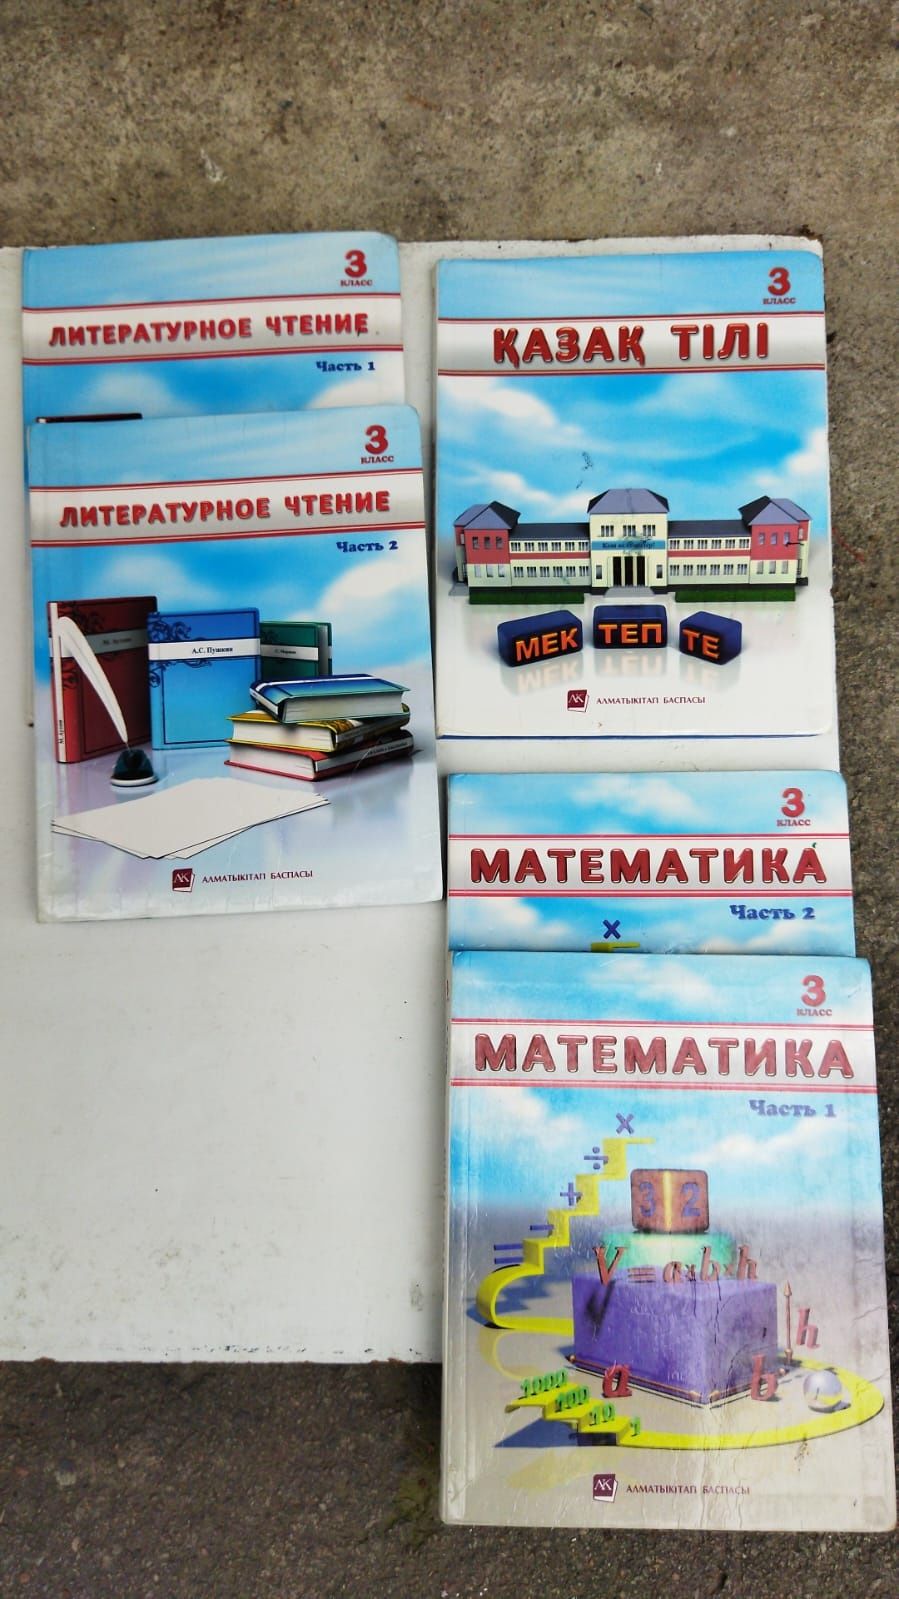 3
КЛАСС
ЛИТЕРАТУРНОЕ ЧТЕНИЕ
Часть 1
3
КЛАСС
ЛИТЕРАТУРНОЕ ЧТЕНИЕ
Часть 2
А.С. Пушкин
АЛМАТЫКІТАП БАСПАСЫ
3
КЛАСС
ҚАЗАҚ ТІЛІ
МЕК ТЕП ТЕ
АЛМАТЫКІТАП БАСПАСЫ
3
КЛАСС
МАТЕМАТИКА
Часть 2
×
3
КЛАСС
МАТЕМАТИКА
Часть 1
×
÷
+
−
=
3 2
V=a×b×h
h
a b
1000
100
10
1
АЛМАТЫКІТАП БАСПАСЫ